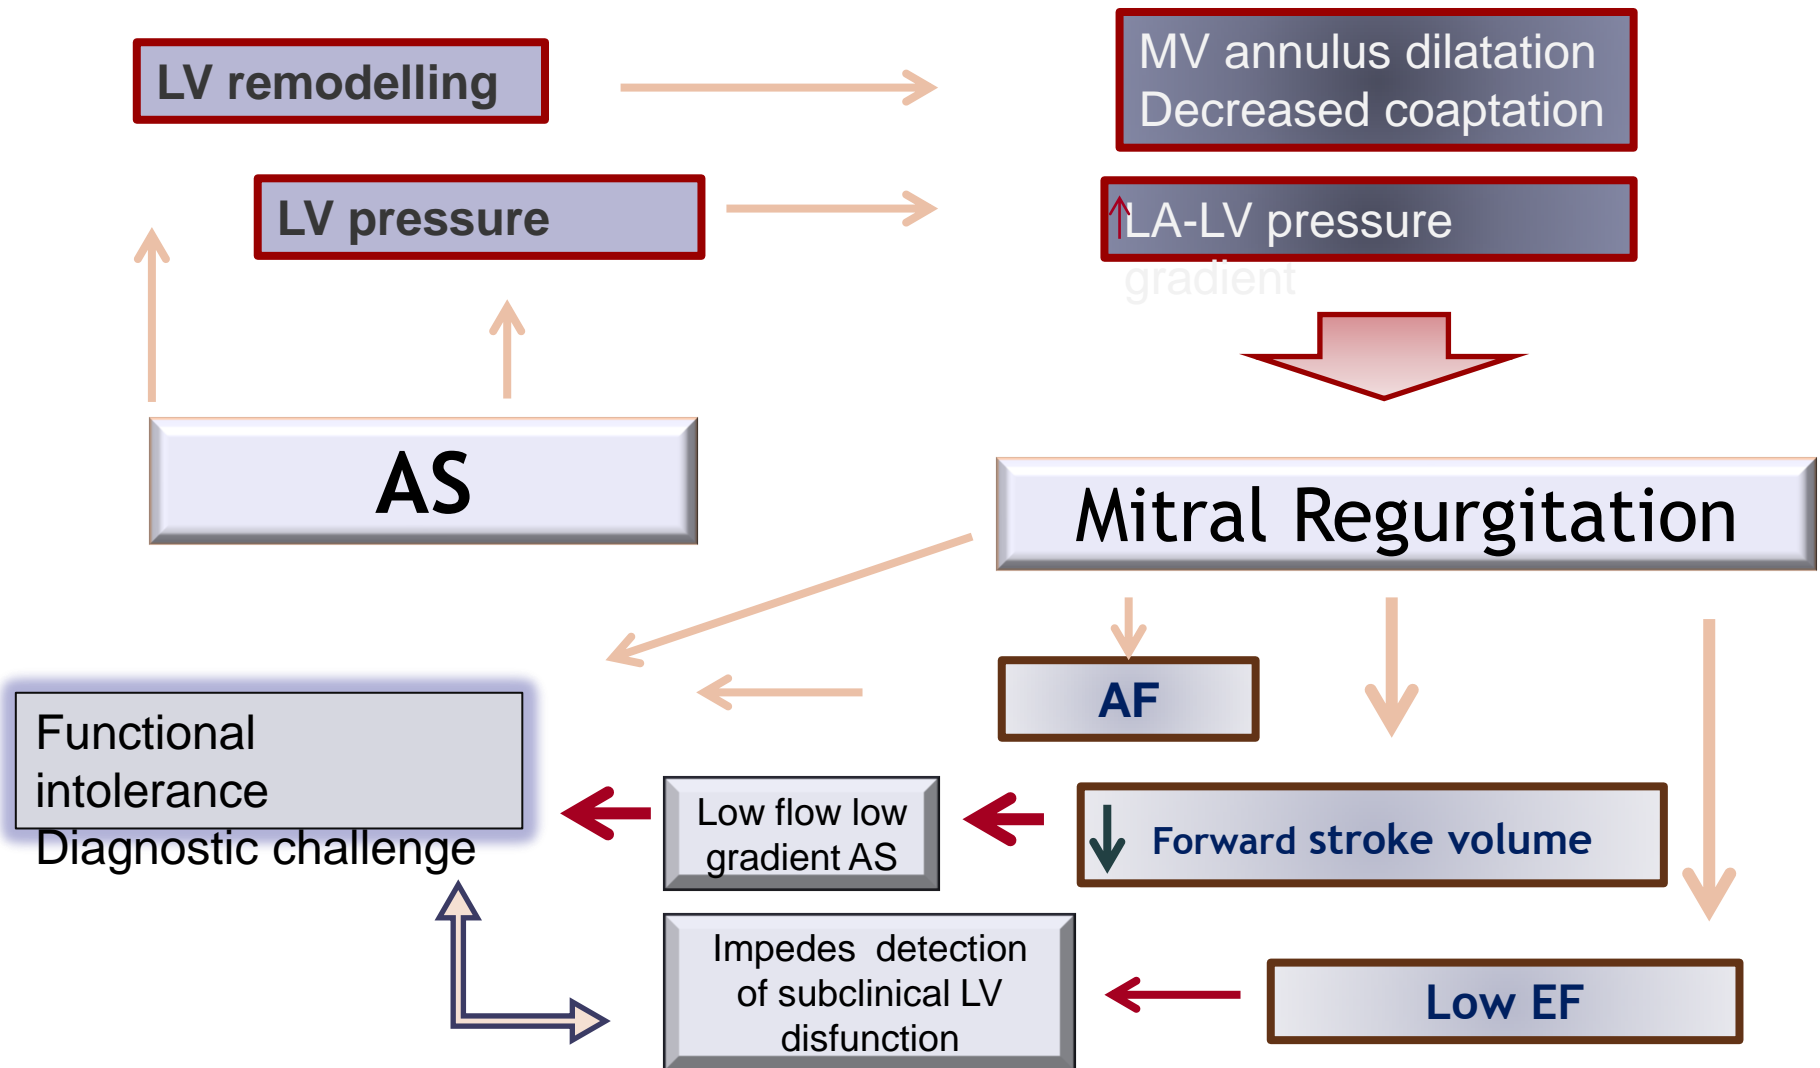 LV remodelling
MV annulus dilatation
Decreased coaptation
LV pressure
LA-LV pressure
gradient
AS
Mitral Regurgitation
AF
Functional
intolerance
Diagnostic challenge
Low flow low
gradient AS
Forward stroke volume
Impedes detection
of subclinical LV
disfunction
Low EF